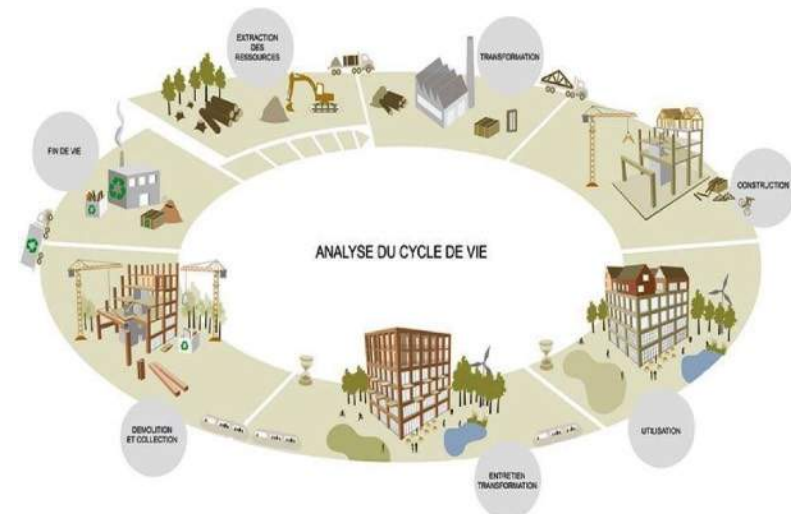 EXTRACTION
DES
RESSOURCES
TRANSFORMATION
CONSTRUCTION
UTILISATION
ENTRETIEN
TRANSFORMATION
DEMOLITION
ET COLLECTION
FIN DE VIE
ANALYSE DU CYCLE DE VIE